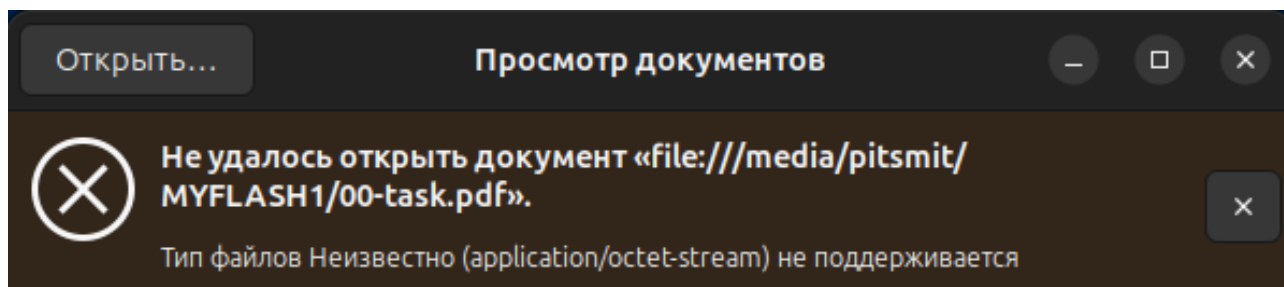 Открыть...
Просмотр документов
Не удалось открыть документ «file:///media/pitsmit/
MYFLASH1/00-task.pdf».
Тип файлов Неизвестно (application/octet-stream) не поддерживается